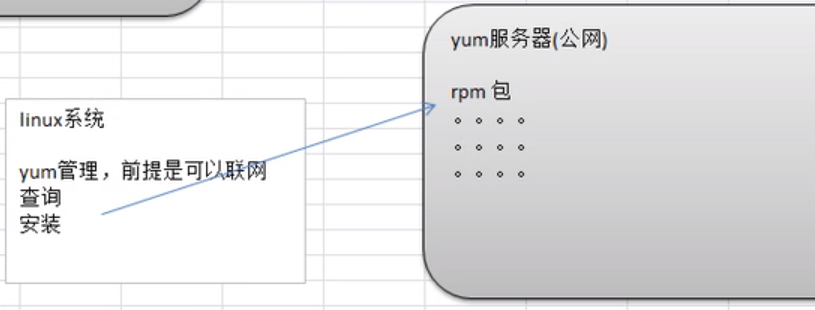 linux系统
yum管理，前提是可以联网
查询
安装
yum服务器(公网)
rpm 包
。。。。
。。。。
。。。。